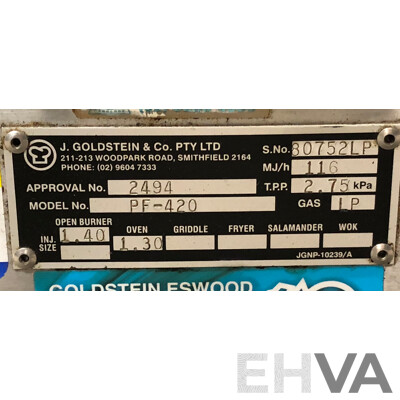 J. GOLDSTEIN & Co. PTY LTD
211-213 WOODPARK ROAD, SMITHFIELD 2164
PHONE: (02) 9604 7333
S.No. 80752LP
MJ/h 116
APPROVAL No. 2494
T.P.P. 2.75 kPa
MODEL No. PF-420
GAS LP
OPEN BURNER OVEN GRIDDLE FRYER SALAMANDER WOK
INJ. SIZE 1.40 1.30
JGNP-10239/A
GOLDSTEIN ESWOOD
EHVA